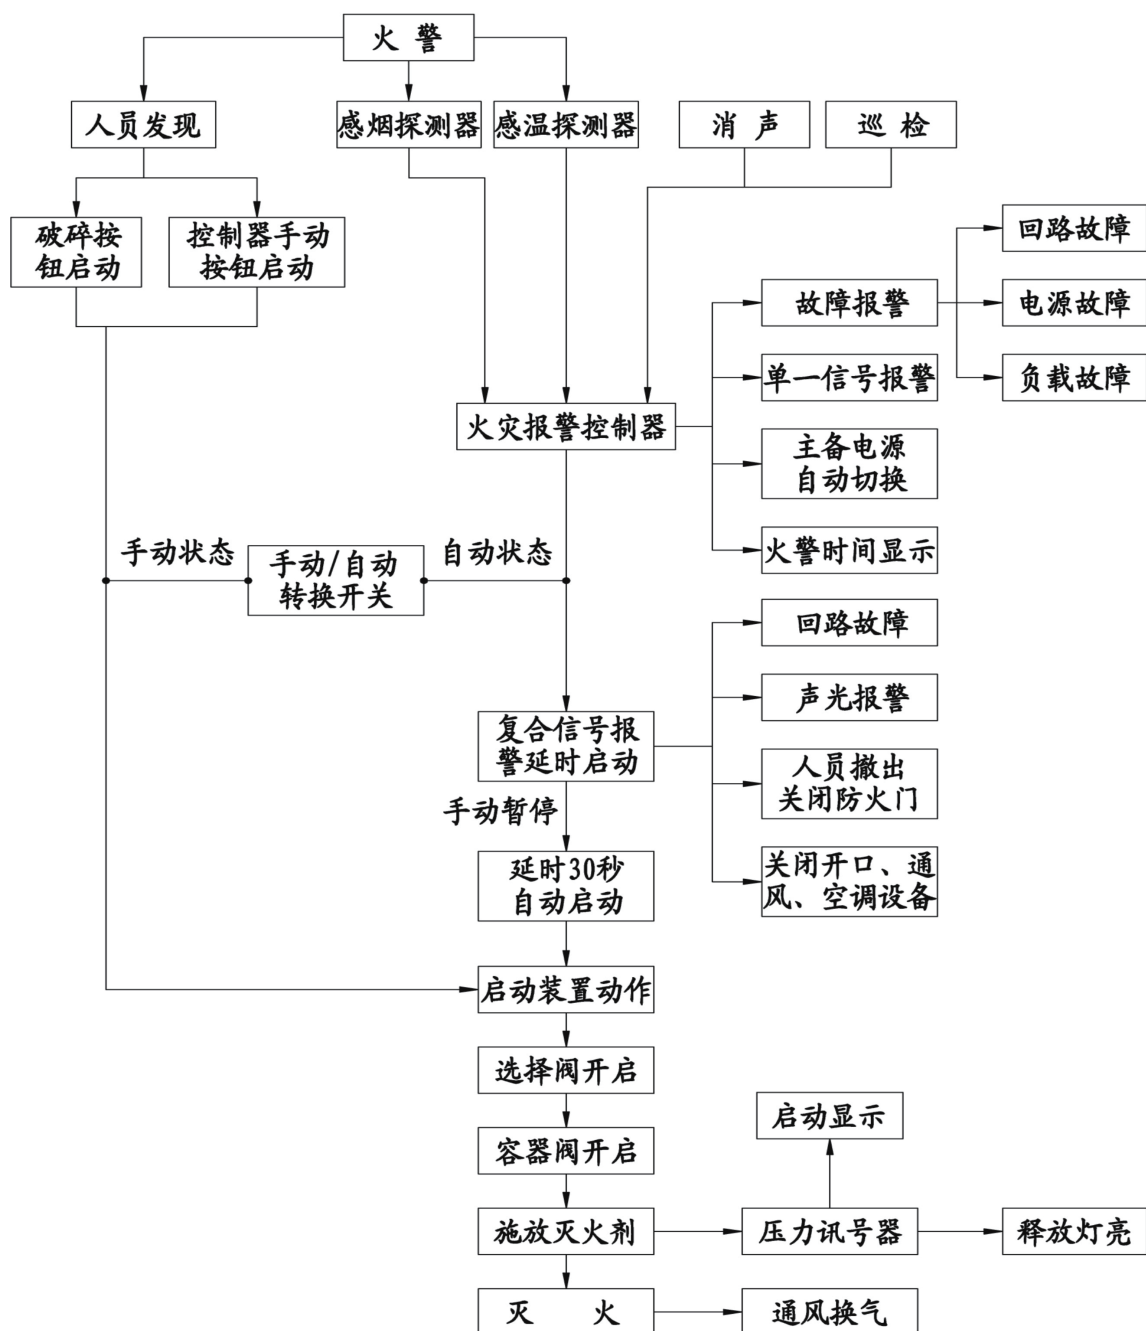 火 警
人员发现
感烟探测器
感温探测器
消 声
巡 检
破碎按
钮启动
控制器手动
按钮启动
回路故障
故障报警
电源故障
单一信号报警
负载故障
火灾报警控制器
主备电源
自动切换
火警时间显示
手动状态
手动/自动
转换开关
自动状态
回路故障
声光报警
复合信号报
警延时启动
人员撤出
关闭防火门
手动暂停
延时30秒
自动启动
关闭开口、通
风、空调设备
启动装置动作
选择阀开启
启动显示
容器阀开启
施放灭火剂
压力讯号器
释放灯亮
灭 火
通风换气